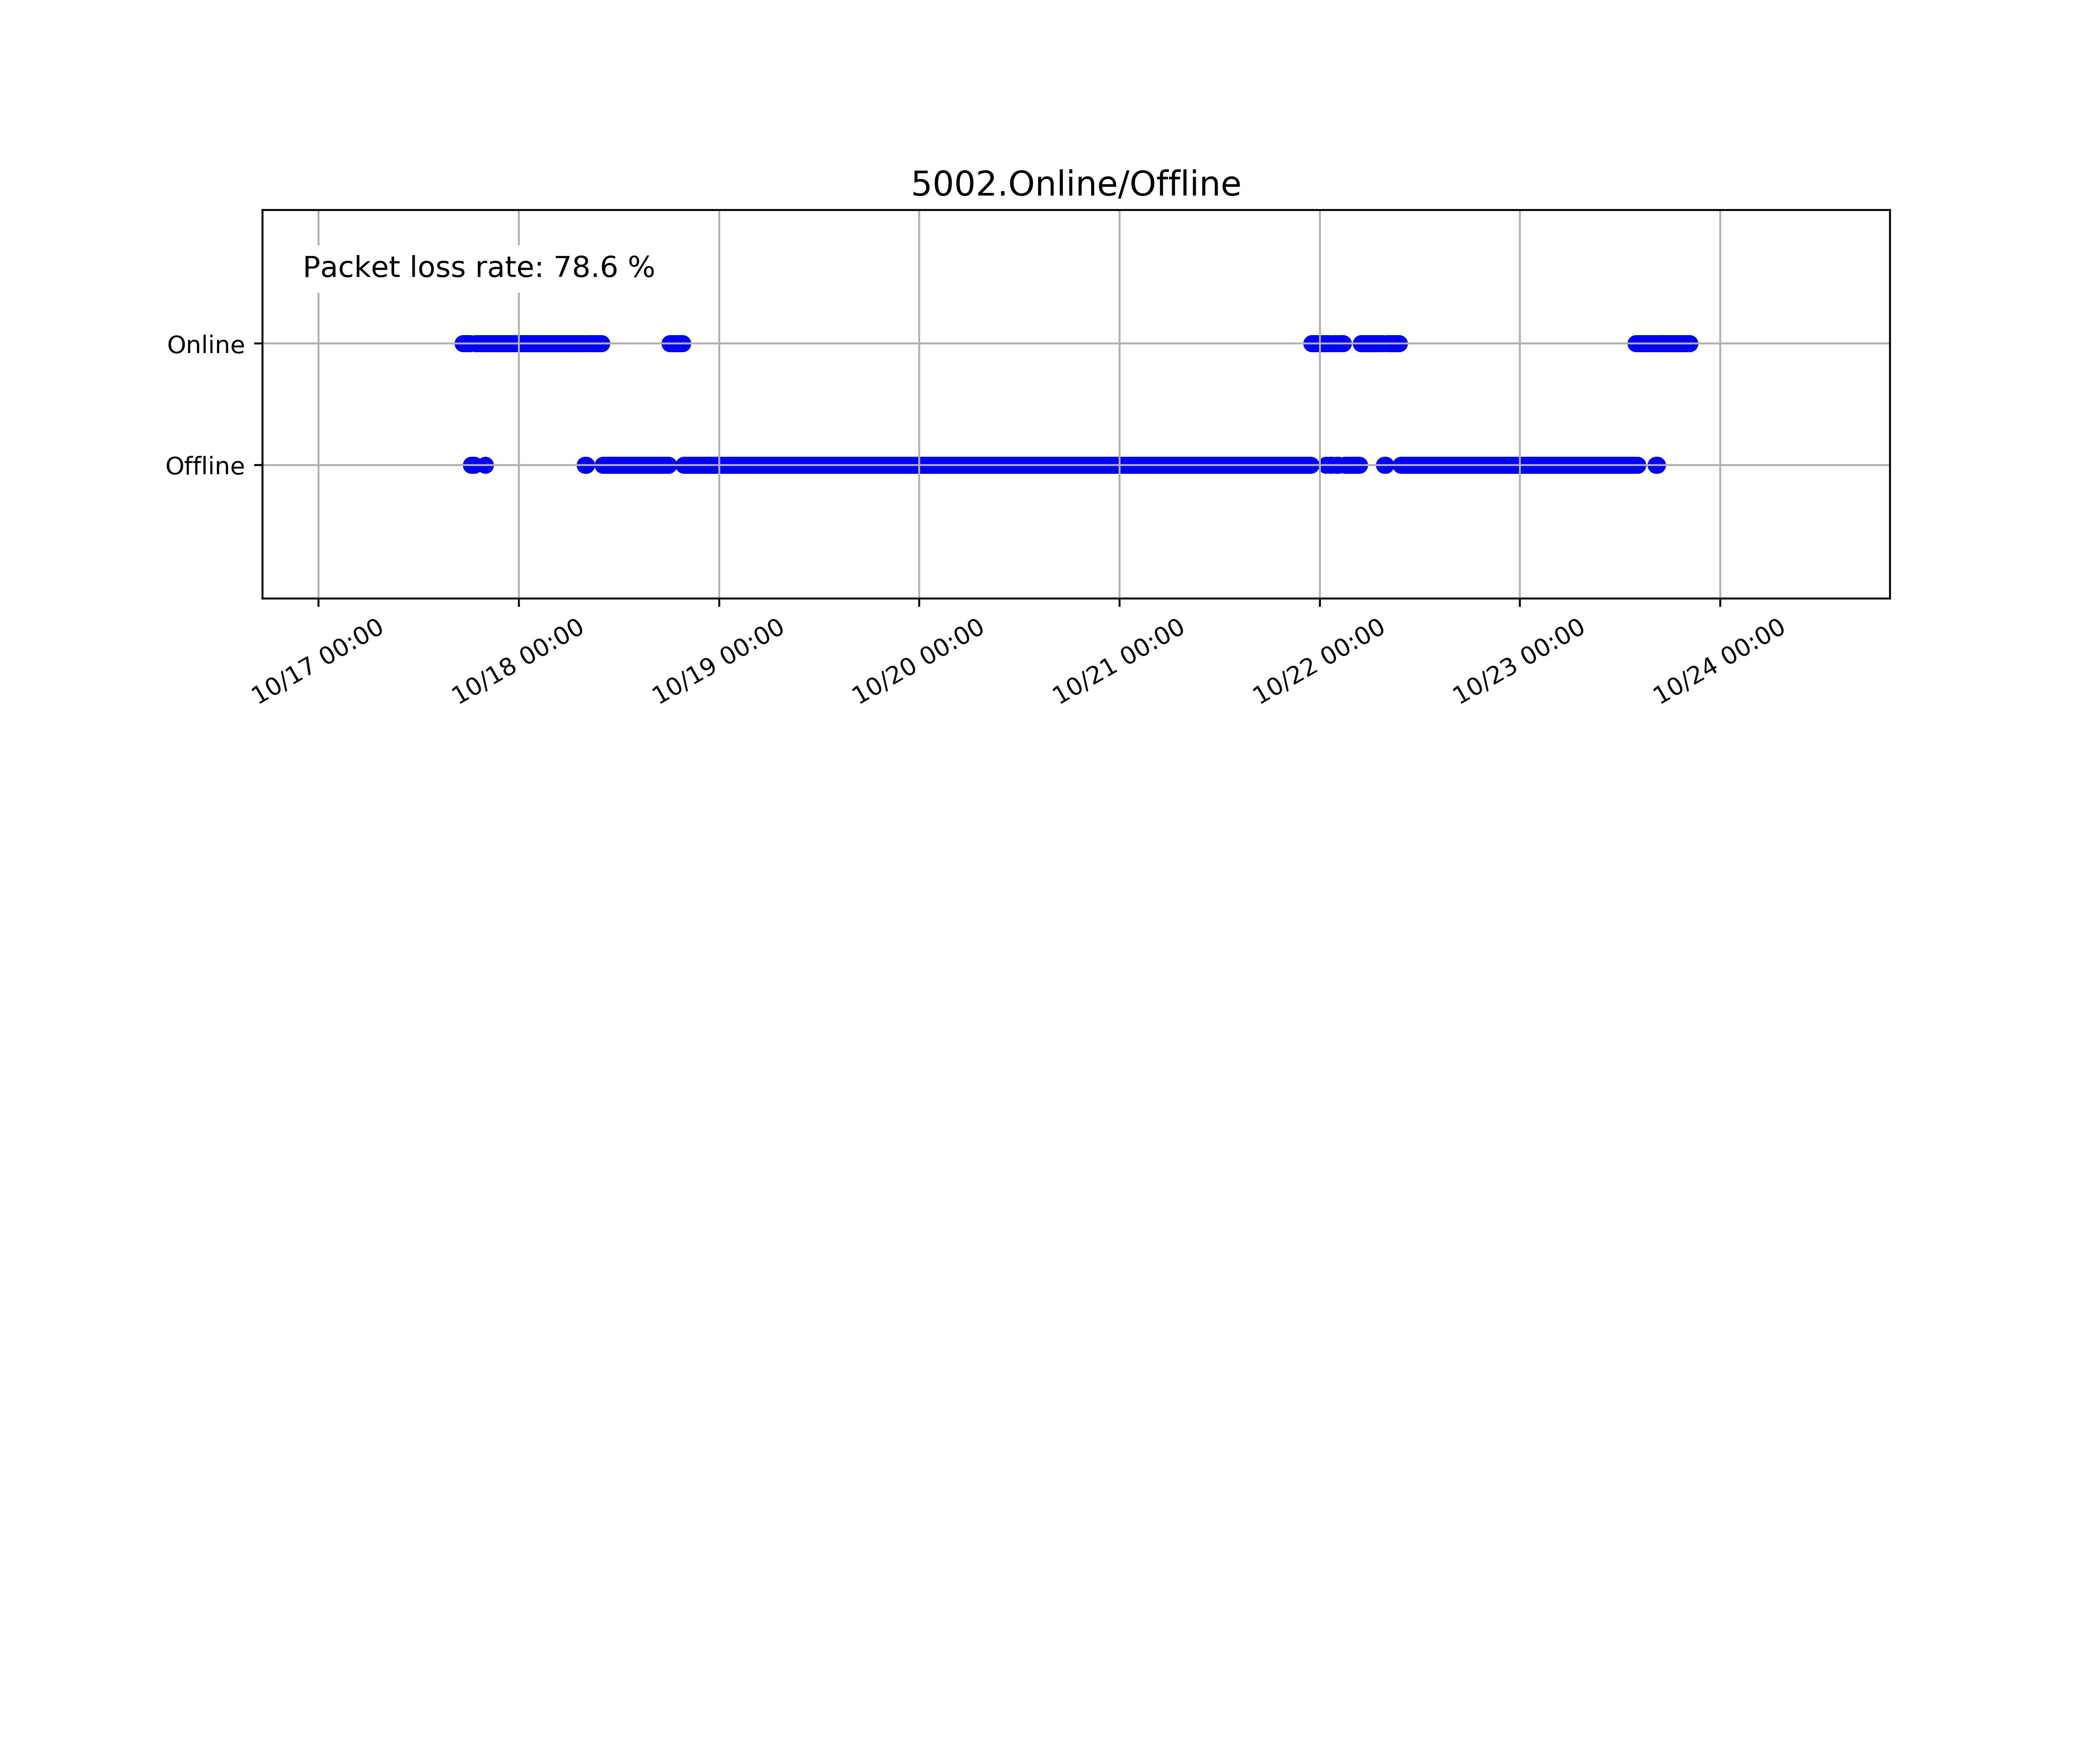 5002.Online/Offline
Packet loss rate: 78.6 %
Online
Offline
10/17 00:00
10/18 00:00
10/19 00:00
10/20 00:00
10/21 00:00
10/22 00:00
10/23 00:00
10/24 00:00